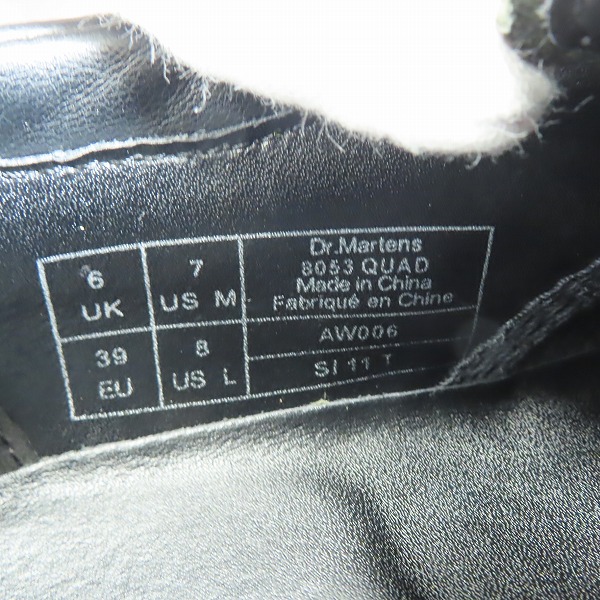 6
UK
7
US M
Dr.Martens
8053 QUAD
Made in China
Fabriqué en Chine
39
EU
8
US L
AW006
SI 11 T